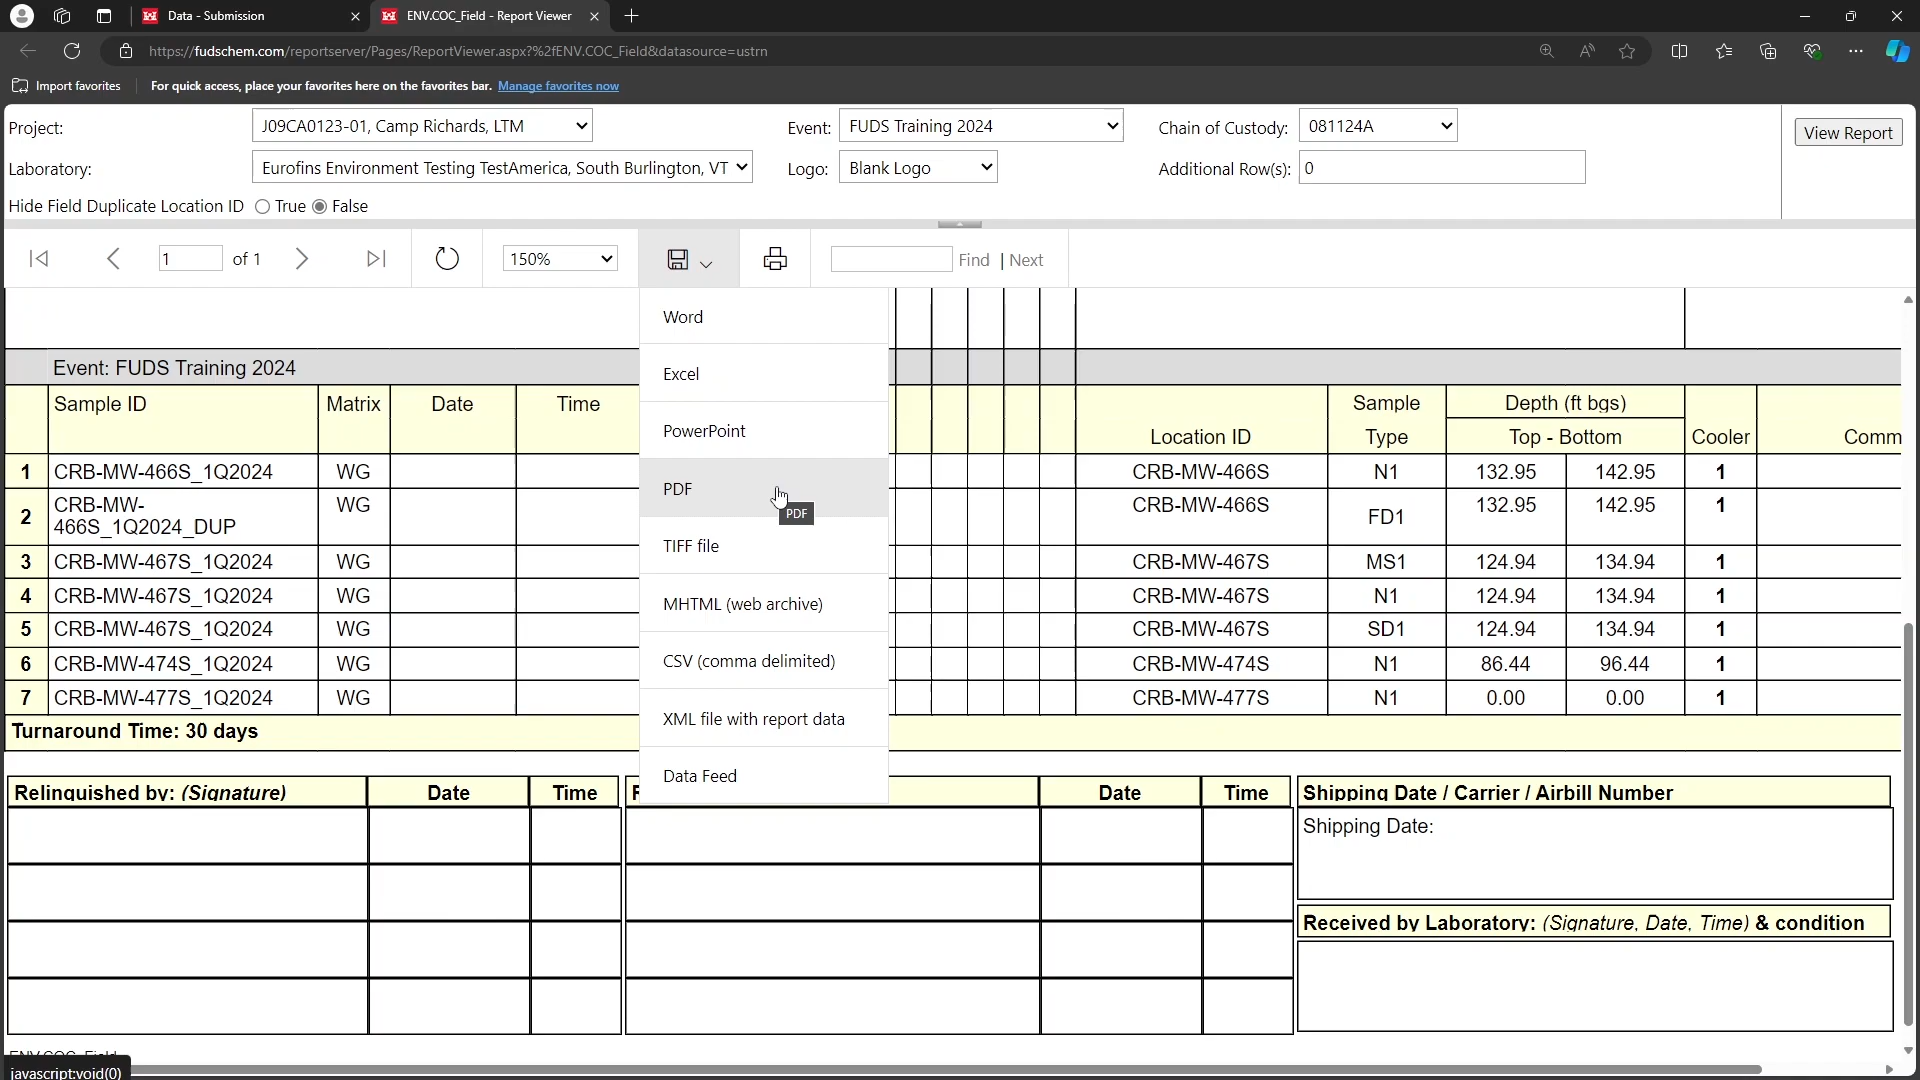 Data - Submission
ENV.COC_Field - Report Viewer
https://fudschem.com/reportserver/Pages/ReportViewer.aspx?%2fENV.COC_Field&datasource=ustrn
Import favorites
For quick access, place your favorites here on the favorites bar. Manage favorites now
Project: J09CA0123-01, Camp Richards, LTM Event: FUDS Training 2024 Chain of Custody: 081124A View Report
Laboratory: Eurofins Environment Testing TestAmerica, South Burlington, VT Logo: Blank Logo Additional Row(s): 0
Hide Field Duplicate Location ID True False
1 of 1 150% Find | Next
Word
Excel
PowerPoint
PDF
PDF
TIFF file
MHTML (web archive)
CSV (comma delimited)
XML file with report data
Data Feed
Event: FUDS Training 2024
Sample ID Matrix Date Time Location ID Sample Type Depth (ft bgs) Top - Bottom Cooler Comm
1 CRB-MW-466S_1Q2024 WG CRB-MW-466S N1 132.95 142.95 1
2 CRB-MW-466S_1Q2024_DUP WG CRB-MW-466S FD1 132.95 142.95 1
3 CRB-MW-467S_1Q2024 WG CRB-MW-467S MS1 124.94 134.94 1
4 CRB-MW-467S_1Q2024 WG CRB-MW-467S N1 124.94 134.94 1
5 CRB-MW-467S_1Q2024 WG CRB-MW-467S SD1 124.94 134.94 1
6 CRB-MW-474S_1Q2024 WG CRB-MW-474S N1 86.44 96.44 1
7 CRB-MW-477S_1Q2024 WG CRB-MW-477S N1 0.00 0.00 1
Turnaround Time: 30 days
Relinquished by: (Signature) Date Time Date Time Shipping Date / Carrier / Airbill Number
Shipping Date:
Received by Laboratory: (Signature, Date, Time) & condition
javascript:void(0)